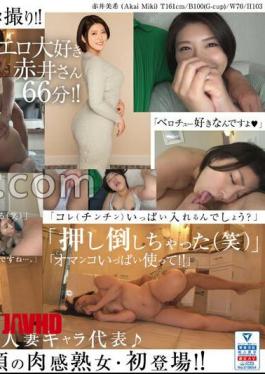 赤井美希 (Akai Miki) T161cm/B100(G-cup)/W70/H103
撮り!!
エロ大好き
赤井さん
66分!!
「ベロチュー好きなんですよ♥」
「コレ(チンチン)いっぱい入れるんでしょう?」
「押し倒しちゃった(笑)」
「オマンコいっぱい使って!!」
JAVHD
人妻キャラ代表♪
の肉感熟女・初登場!!